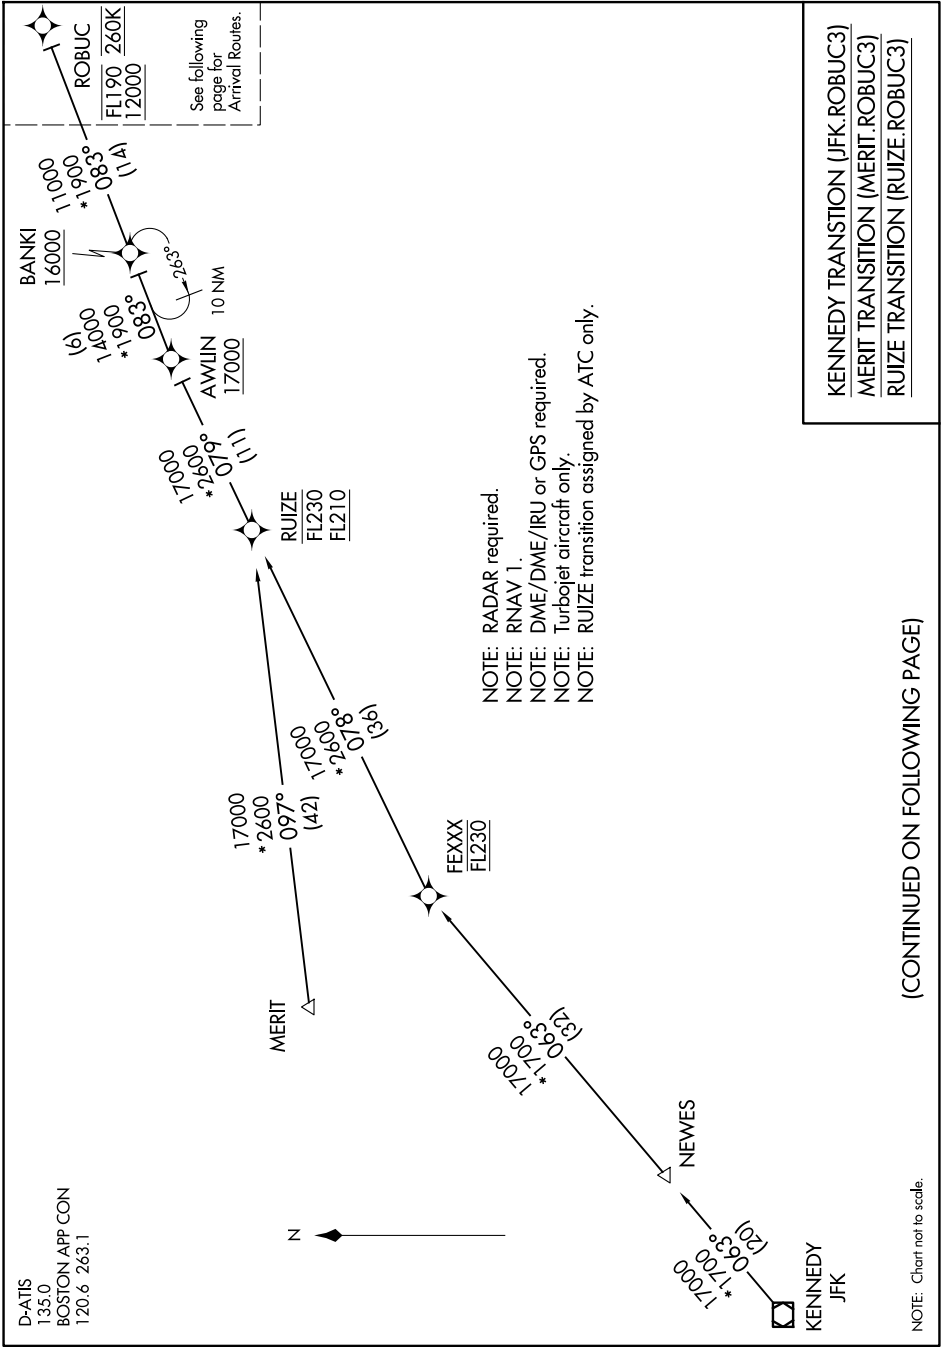 D-ATIS
135.0
BOSTON APP CON
120.6 263.1
ROBUC
FL190 260K
12000
See following
page for
Arrival Routes.
11000
*1900
083°
(14)
BANKI
16000
263°
10 NM
(6)
14000
*1900
083°
AWLIN
17000
17000
*2600
079°
(11)
RUIZE
FL230
FL210
17000
*2600
097°
(42)
MERIT
17000
*2600
078°
(36)
FEXXX
FL230
17000
*1700
063°
(32)
NEWES
17000
*1700
063°
(20)
KENNEDY
JFK
N
NOTE: RADAR required.
NOTE: RNAV 1.
NOTE: DME/DME/IRU or GPS required.
NOTE: Turbojet aircraft only.
NOTE: RUIZE transition assigned by ATC only.
KENNEDY TRANSTION (JFK.ROBUC3)
MERIT TRANSITION (MERIT.ROBUC3)
RUIZE TRANSITION (RUIZE.ROBUC3)
(CONTINUED ON FOLLOWING PAGE)
NOTE: Chart not to scale.